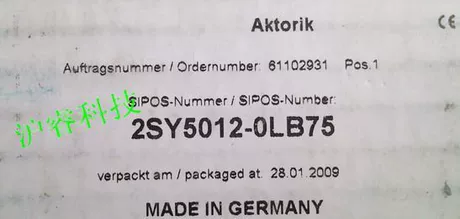 Aktorik
CE
Auftragsnummer / Ordernumber: 61102931 Pos.1
SIPOS-Nummer / SIPOS-Number:
沪容科技
2SY5012-0LB75
verpackt am / packaged at. 28.01.2009
MADE IN GERMANY